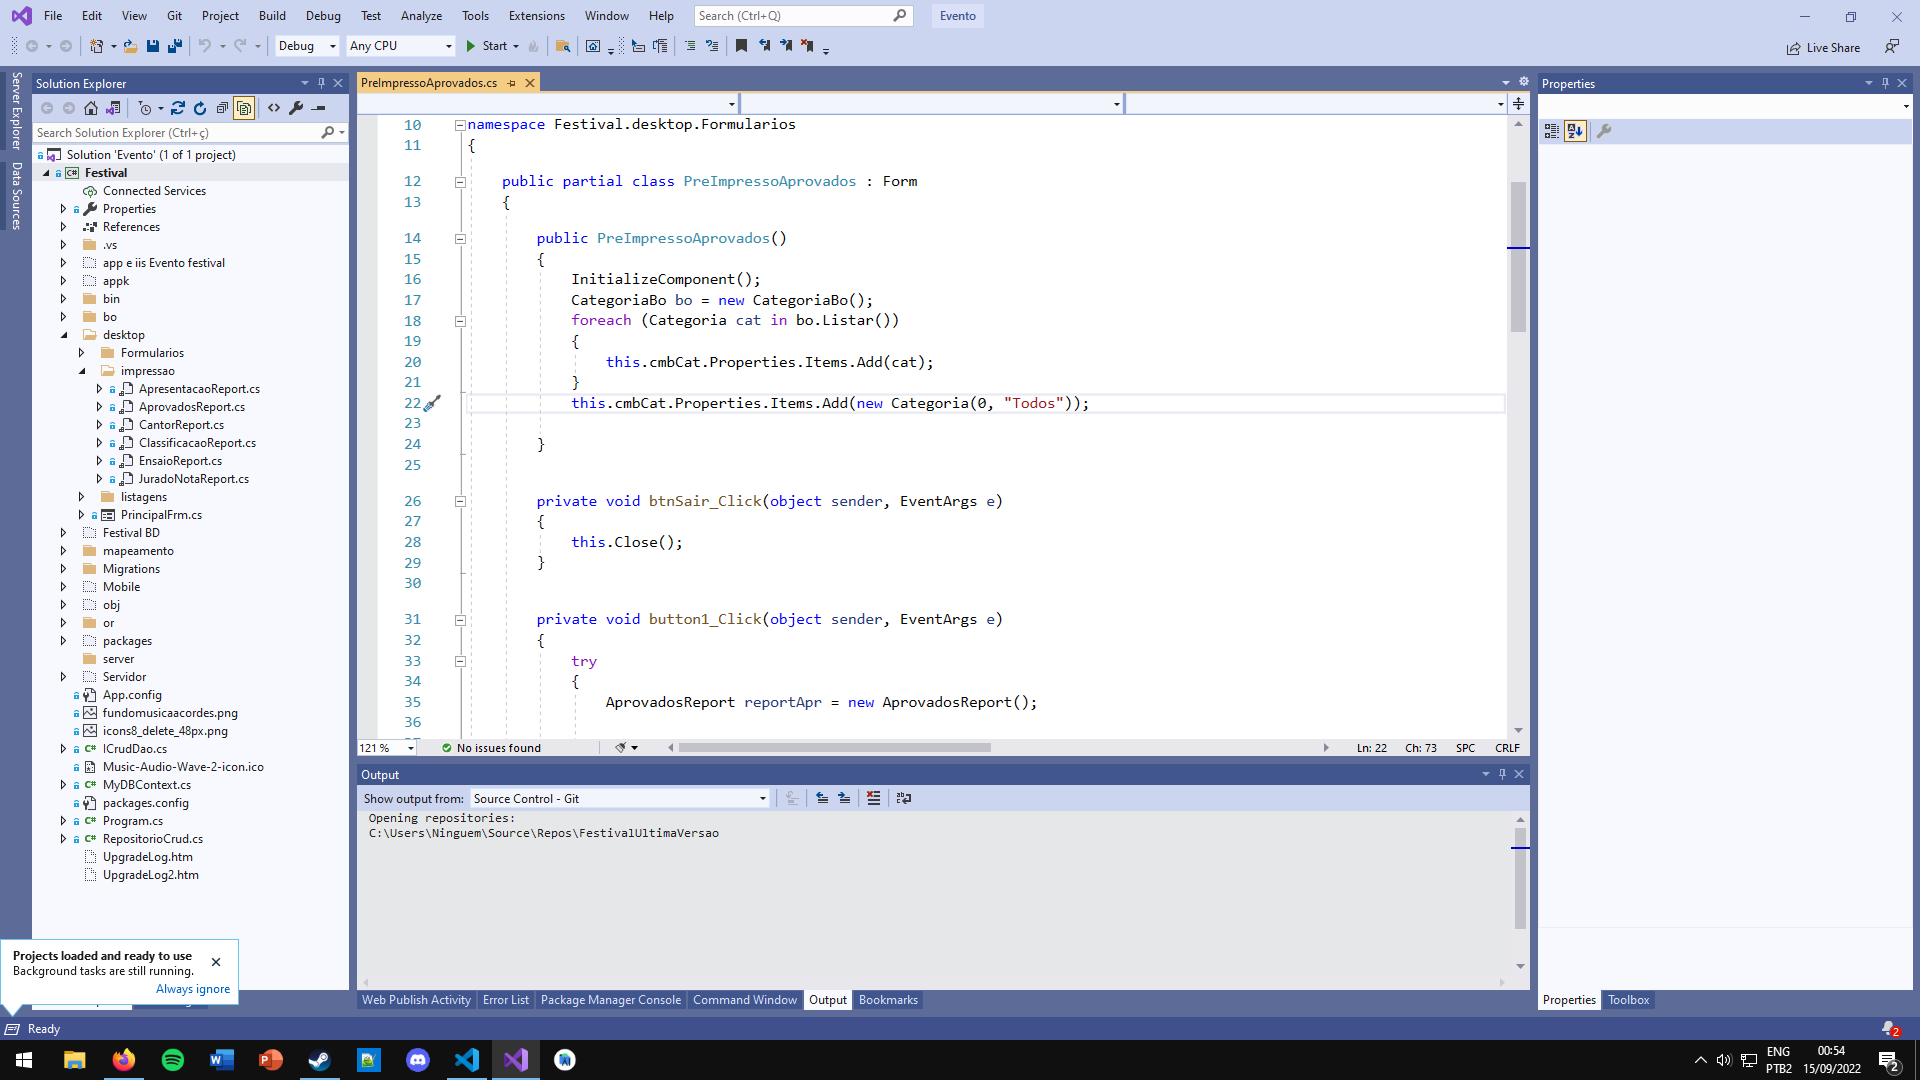 File Edit View Git Project Build Debug Test Analyze Tools Extensions Window Help Search (Ctrl+Q) Evento
Debug Any CPU Start Live Share
Server Explorer
Data Sources
Solution Explorer
Search Solution Explorer (Ctrl+ç)
Solution 'Evento' (1 of 1 project)
Festival
Connected Services
Properties
References
.vs
app e iis Evento festival
appk
bin
bo
desktop
Formularios
impressao
ApresentacaoReport.cs
AprovadosReport.cs
CantorReport.cs
ClassificacaoReport.cs
EnsaioReport.cs
JuradoNotaReport.cs
listagens
PrincipalFrm.cs
Festival BD
mapeamento
Migrations
Mobile
obj
or
packages
server
Servidor
App.config
fundomusicaacordes.png
icons8_delete_48px.png
ICrudDao.cs
Music-Audio-Wave-2-icon.ico
MyDBContext.cs
packages.config
Program.cs
RepositorioCrud.cs
UpgradeLog.htm
UpgradeLog2.htm
PreImpressoAprovados.cs
10 namespace Festival.desktop.Formularios
11 {
12 public partial class PreImpressoAprovados : Form
13 {
14 public PreImpressoAprovados()
15 {
16 InitializeComponent();
17 CategoriaBo bo = new CategoriaBo();
18 foreach (Categoria cat in bo.Listar())
19 {
20 this.cmbCat.Properties.Items.Add(cat);
21 }
22 this.cmbCat.Properties.Items.Add(new Categoria(0, "Todos"));
23
24 }
25
26 private void btnSair_Click(object sender, EventArgs e)
27 {
28 this.Close();
29 }
30
31 private void button1_Click(object sender, EventArgs e)
32 {
33 try
34 {
35 AprovadosReport reportApr = new AprovadosReport();
36
121 % No issues found Ln: 22 Ch: 73 SPC CRLF
Output
Show output from: Source Control - Git
Opening repositories:
C:\Users\Ninguem\Source\Repos\FestivalUltimaVersao
Web Publish Activity Error List Package Manager Console Command Window Output Bookmarks
Properties
Properties Toolbox
Projects loaded and ready to use
Background tasks are still running.
Always ignore
Ready
2
ENG
PTB2
00:54
15/09/2022
2